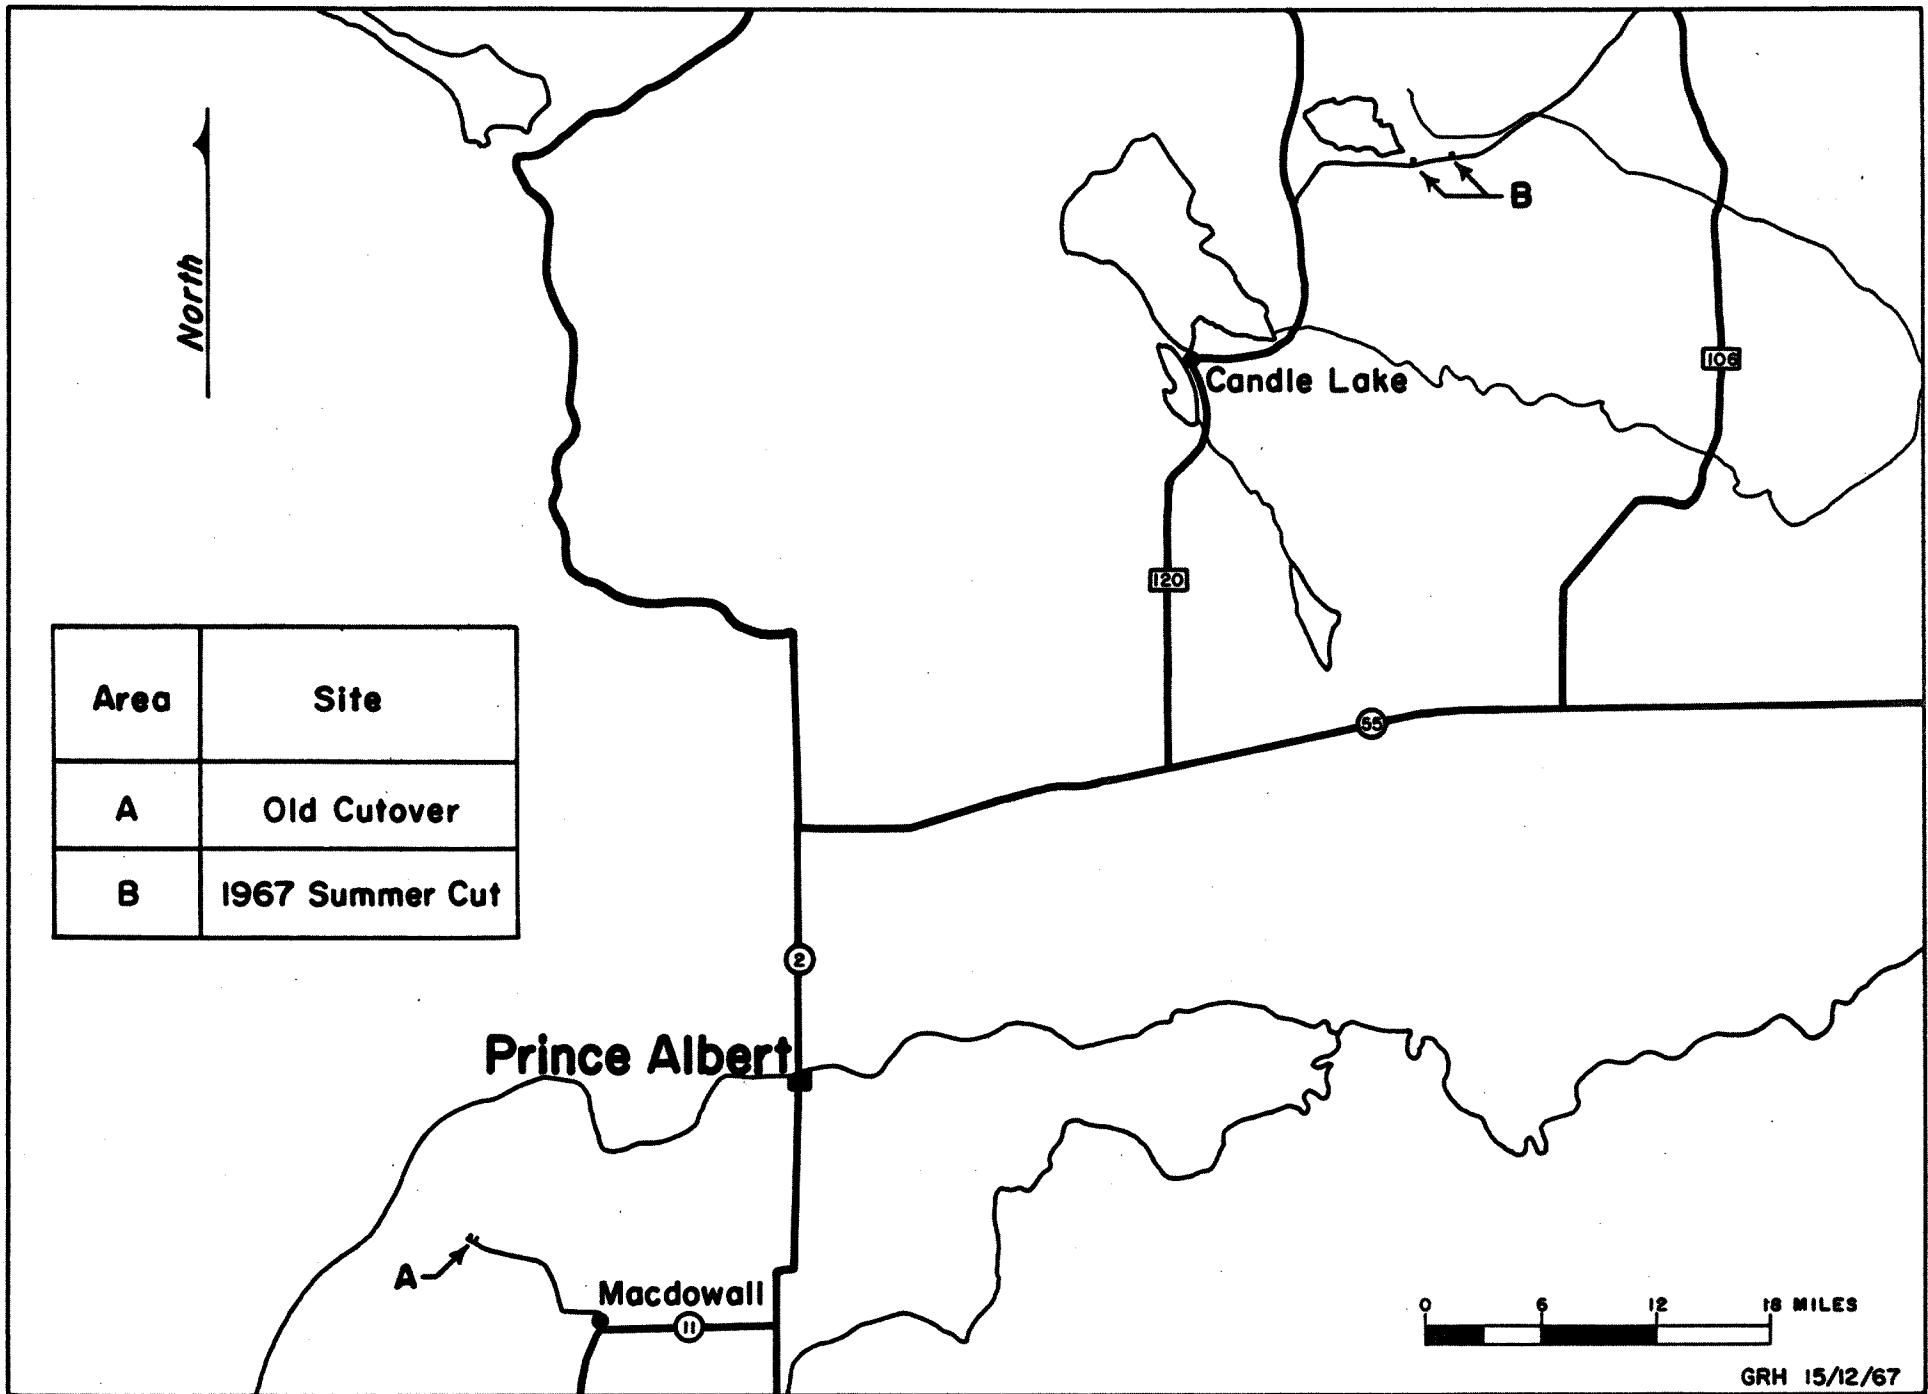 North
B
Candle Lake
106
120
55
Area Site
A Old Cutover
B 1967 Summer Cut
2
Prince Albert
A
Macdowall
11
0 6 12 18 MILES
GRH 15/12/67